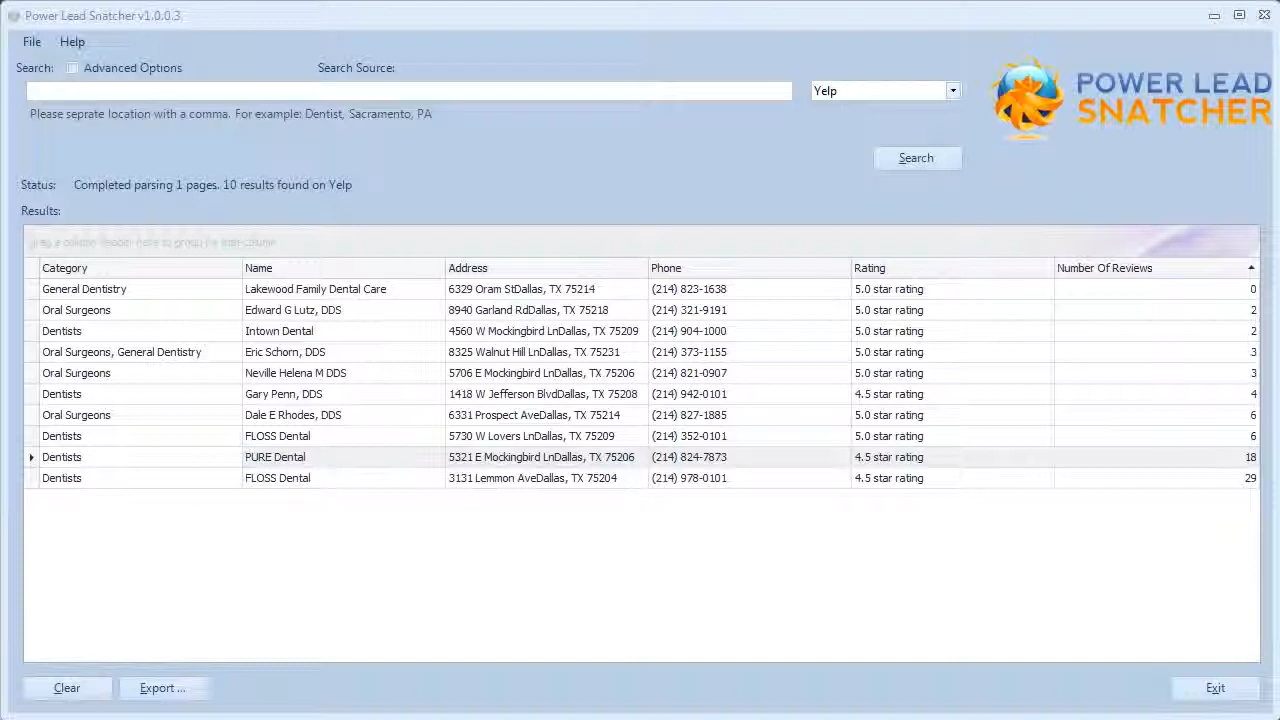 Power Lead Snatcher v1.0.0.3
File Help
Search: Advanced Options Search Source:
Yelp
POWER LEAD
SNATCHER
Please seprate location with a comma. For example: Dentist, Sacramento, PA
Search
Status: Completed parsing 1 pages. 10 results found on Yelp
Results:
Drag a column header here to group by that column
Category Name Address Phone Rating Number Of Reviews
General Dentistry Lakewood Family Dental Care 6329 Oram StDallas, TX 75214 (214) 823-1638 5.0 star rating 0
Oral Surgeons Edward G Lutz, DDS 8940 Garland RdDallas, TX 75218 (214) 321-9191 5.0 star rating 2
Dentists Intown Dental 4560 W Mockingbird LnDallas, TX 75209 (214) 904-1000 5.0 star rating 2
Oral Surgeons, General Dentistry Eric Schorn, DDS 8325 Walnut Hill LnDallas, TX 75231 (214) 373-1155 5.0 star rating 3
Oral Surgeons Neville Helena M DDS 5706 E Mockingbird LnDallas, TX 75206 (214) 821-0907 5.0 star rating 3
Dentists Gary Penn, DDS 1418 W Jefferson BlvdDallas, TX 75208 (214) 942-0101 4.5 star rating 4
Oral Surgeons Dale E Rhodes, DDS 6331 Prospect AveDallas, TX 75214 (214) 827-1885 5.0 star rating 6
Dentists FLOSS Dental 5730 W Lovers LnDallas, TX 75209 (214) 352-0101 5.0 star rating 6
Dentists PURE Dental 5321 E Mockingbird LnDallas, TX 75206 (214) 824-7873 4.5 star rating 18
Dentists FLOSS Dental 3131 Lemmon AveDallas, TX 75204 (214) 978-0101 4.5 star rating 29
Clear Export ... Exit